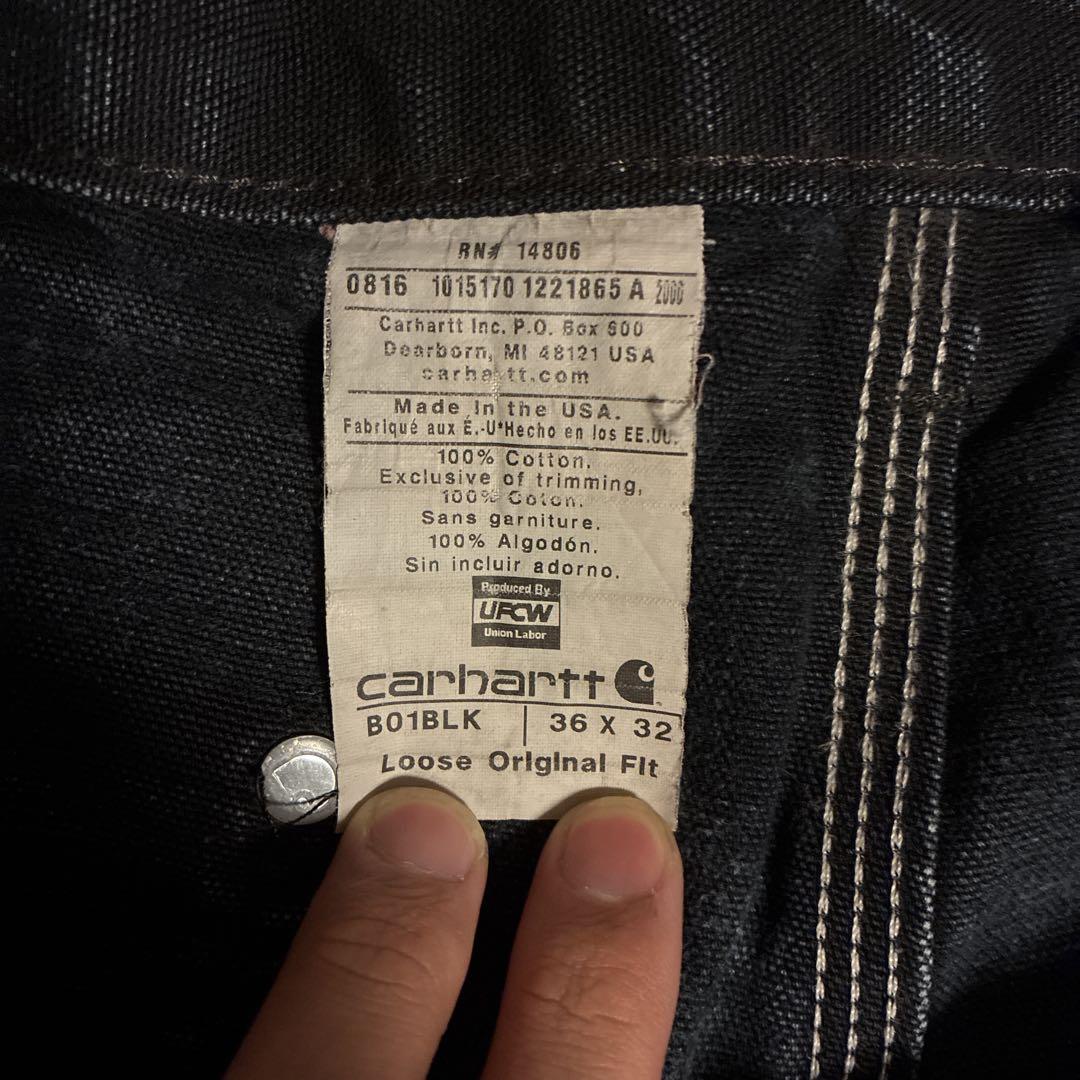 RN# 14806
0816 1015170 1221865 A
Carhartt Inc. P.O. Box 600
Dearborn, MI 48121 USA
carhartt.com
Made in the USA.
Fabriqué aux É.-U*Hecho en los EE.UU.
100% Cotton.
Exclusive of trimming,
100% Coton.
Sans garniture.
100% Algodón.
Sin incluir adorno.
Produced By
UFCW
Union Labor
carhartt
B01BLK | 36 X 32
Loose Original Fit